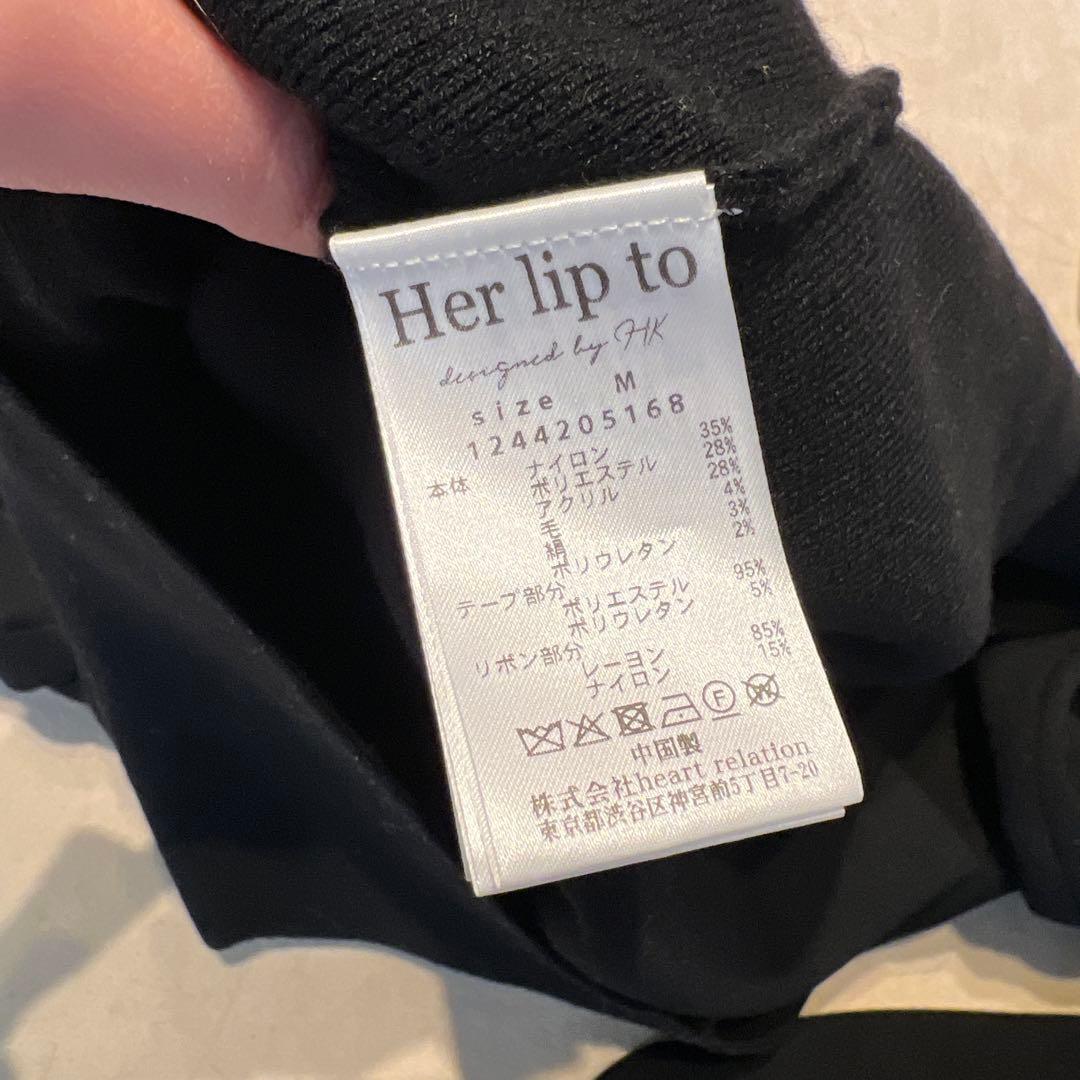 Her lip to
designed by HK
size M
1244205168
本体 ナイロン 35%
ポリエステル 28%
アクリル 28%
毛 4%
絹 3%
ポリウレタン 2%
テープ部分 ポリエステル 95%
ポリウレタン 5%
リボン部分 レーヨン 85%
ナイロン 15%
F W
中国製
株式会社heart relation
東京都渋谷区神宮前5丁目7-20